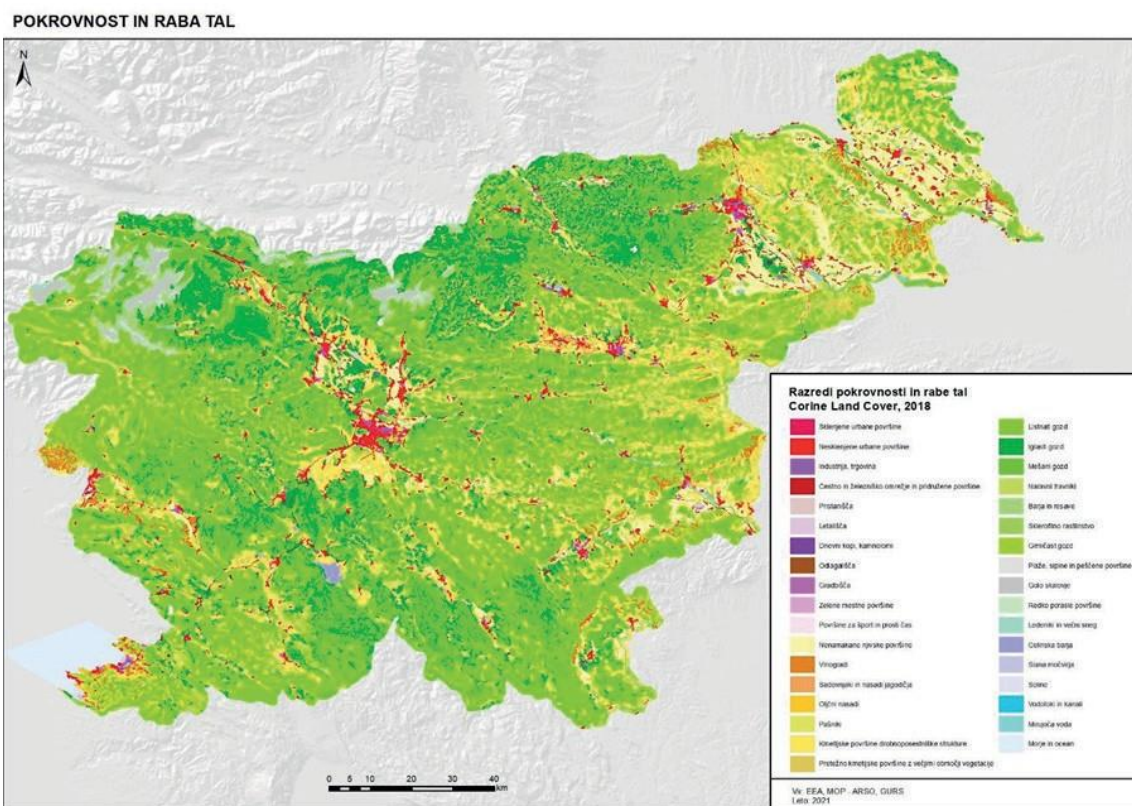 POKROVNOST IN RABA TAL
N
Razredi pokrovnosti in rabe tal
Corine Land Cover, 2018
Sklenjene urbane površine
Nesklenjene urbane površine
Industrija, trgovina
Cestno in železniško omrežje in pridružene površine
Pristanišča
Letališča
Dnevni kopi, kamnolomi
Odlagališča
Gradbišča
Zelene mestne površine
Površine za šport in prosti čas
Nenamakane njivske površine
Vinogradi
Sadovnjaki in nasadi jagodičja
Oljčni nasadi
Pašniki
Kmetijske površine drobnoposestniške strukture
Pretežno kmetijske površine z večjimi območji vegetacije
Listnati gozd
Iglasti gozd
Mešani gozd
Naravni travniki
Barja in resave
Sklerofilno rastlinstvo
Grmičast gozd
Plaže, sipine in peščene površine
Golo skalovje
Redko porasle površine
Ledeniki in večni sneg
Celinska barja
Slana močvirja
Soline
Vodotoki in kanali
Mirujoča voda
Morje in ocean
0 5 10 20 30 40
km
Vir: EEA, MOP - ARSO, GURS
Leto: 2021